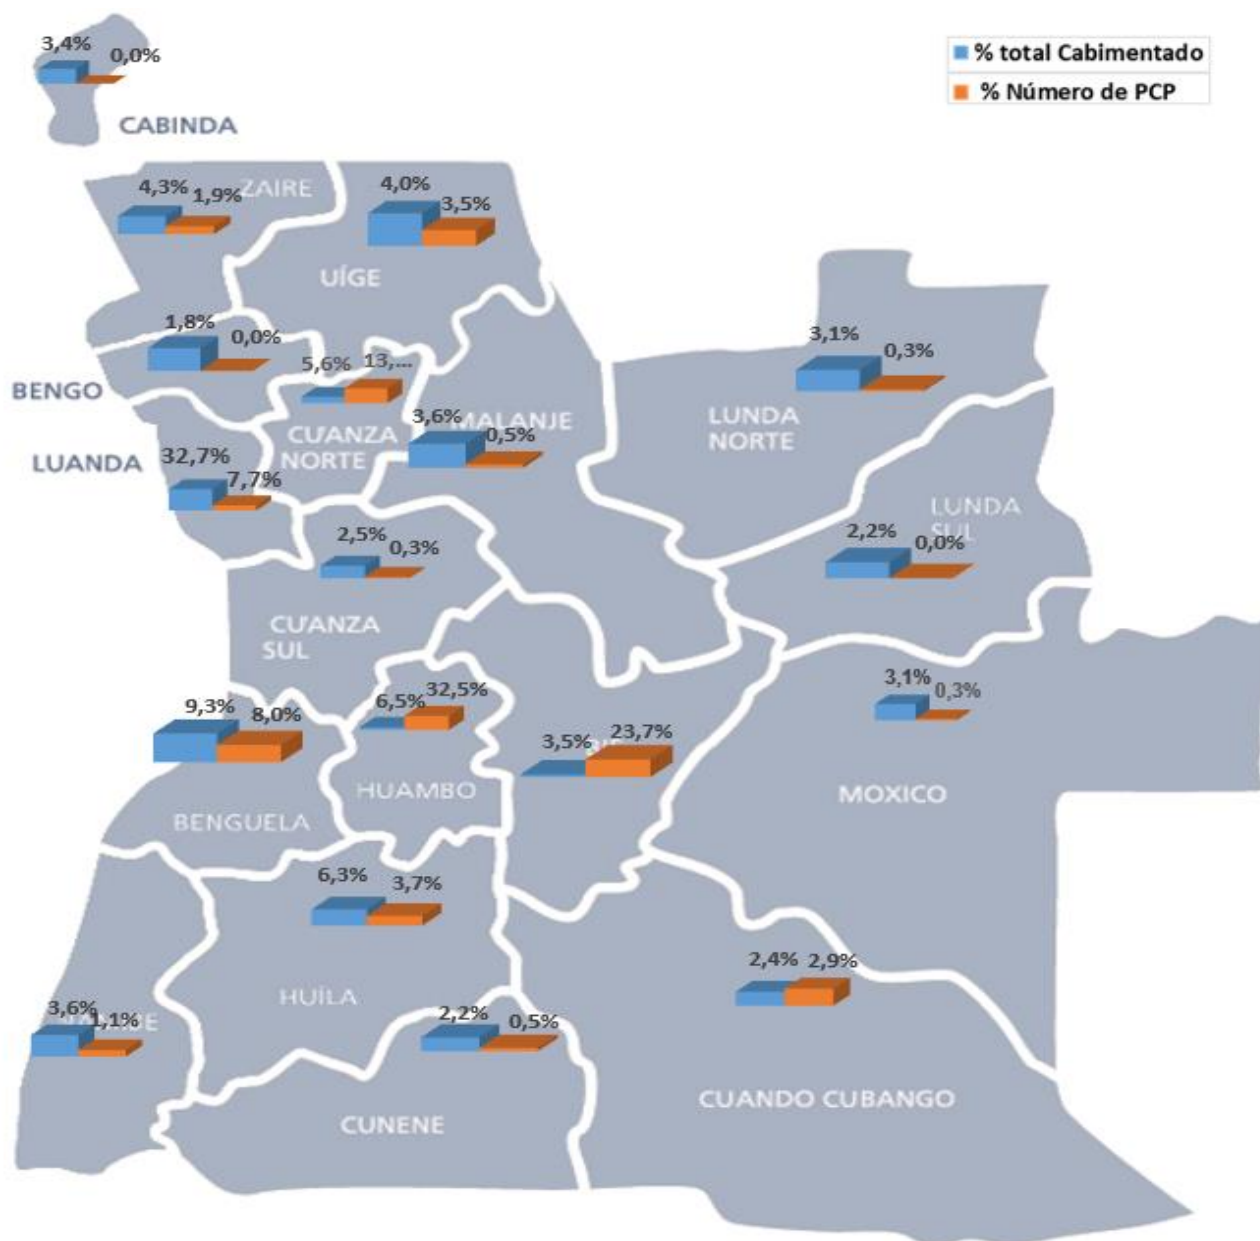 % total Cabimentado
% Número de PCP
3,4%
0,0%
CABINDA
4,3%
1,9%
ZAIRE
4,0%
3,5%
UÍGE
1,8%
0,0%
BENGO
5,6%
13,...
CUANZA
NORTE
3,6%
0,5%
MALANJE
3,1%
0,3%
LUNDA
NORTE
LUANDA
32,7%
7,7%
2,5%
0,3%
CUANZA
SUL
2,2%
0,0%
LUNDA
SUL
9,3%
8,0%
BENGUELA
6,5%
32,5%
HUAMBO
3,5%
23,7%
3,1%
0,3%
MOXICO
6,3%
3,7%
HUÍLA
3,6%
1,1%
2,2%
0,5%
CUNENE
2,4%
2,9%
CUANDO CUBANGO